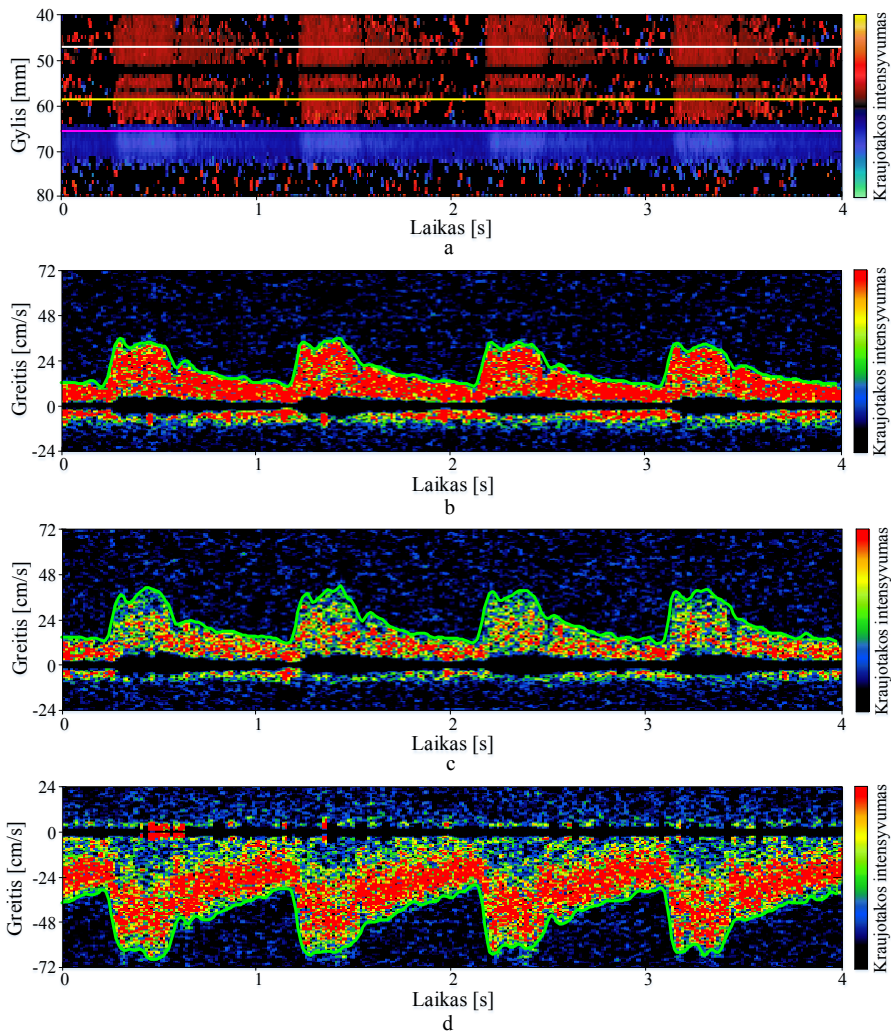 40
50
60
70
80
Gylis [mm]
0
1
2
3
4
Laikas [s]
Kraujotakos intensyvumas
a
72
48
24
0
-24
Greitis [cm/s]
0
1
2
3
4
Laikas [s]
Kraujotakos intensyvumas
b
72
48
24
0
-24
Greitis [cm/s]
0
1
2
3
4
Laikas [s]
Kraujotakos intensyvumas
c
24
0
-24
-48
-72
Greitis [cm/s]
0
1
2
3
4
Laikas [s]
Kraujotakos intensyvumas
d